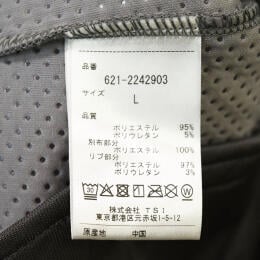 品番
621-2242903
サイズ
L
品質
ポリエステル 95%
ポリウレタン 5%
別布部分
ポリエステル 100%
リブ部分
ポリエステル 97%
ポリウレタン 3%
株式会社 TSI
東京都港区元赤坂1-5-12
原産地 中国